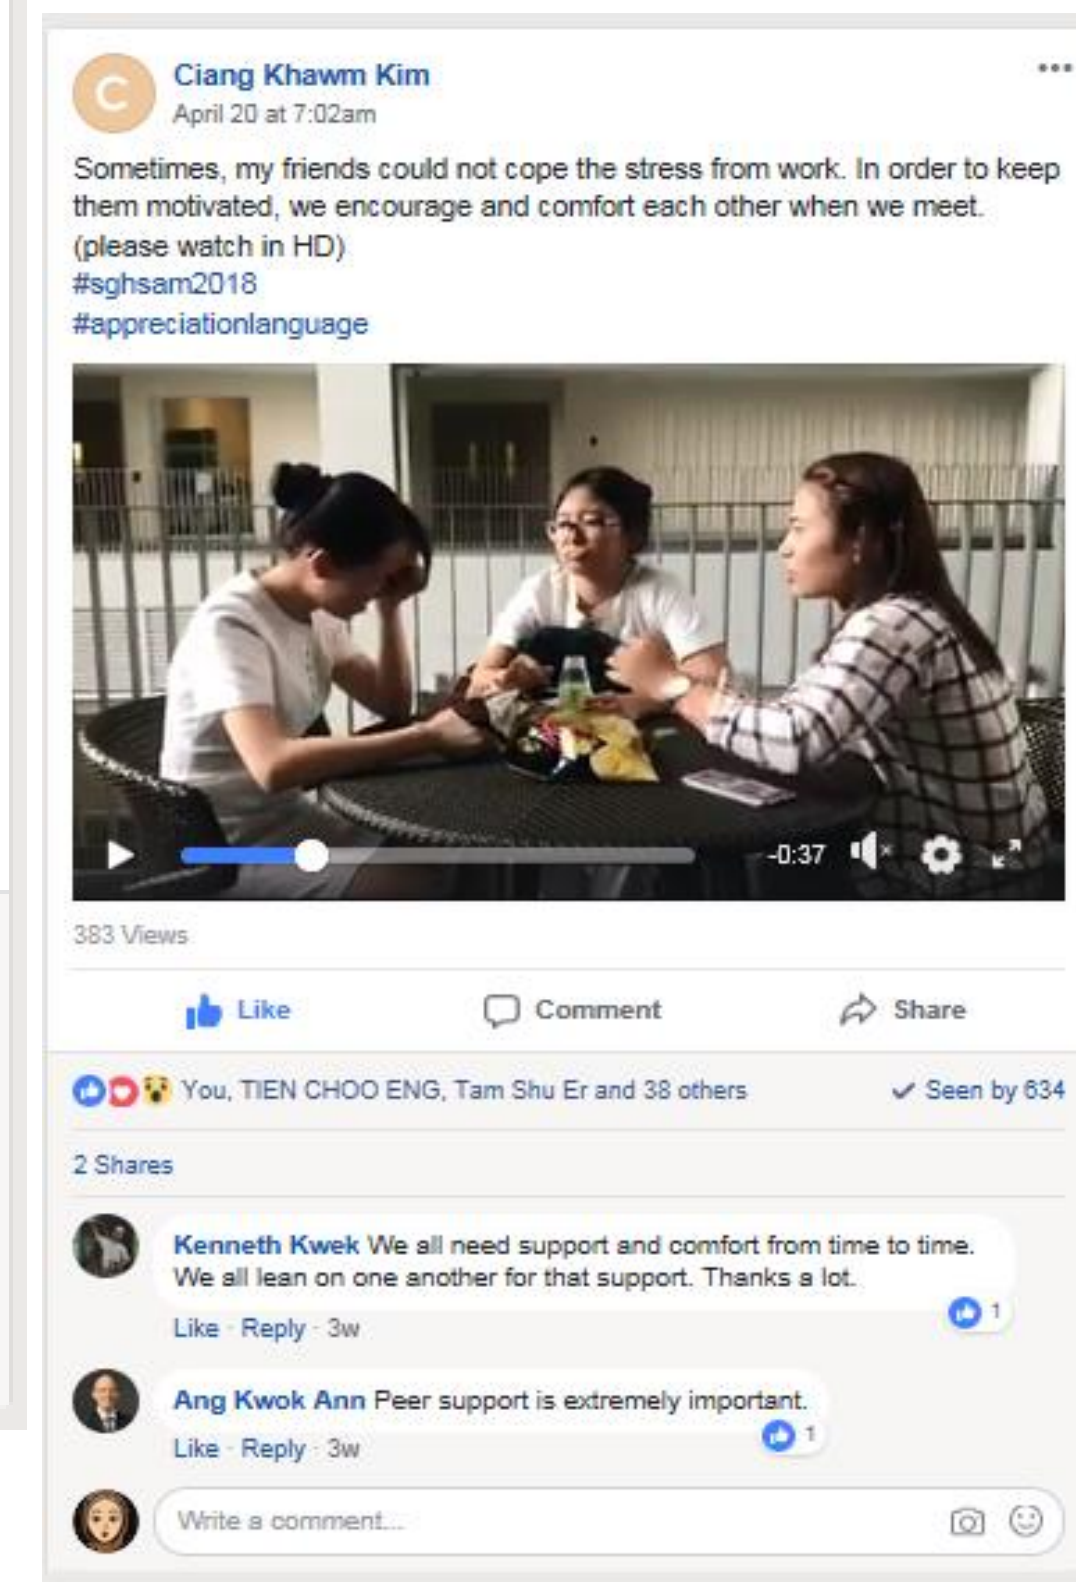 C
Ciang Khawm Kim
April 20 at 7:02am
Sometimes, my friends could not cope the stress from work. In order to keep
them motivated, we encourage and comfort each other when we meet.
(please watch in HD)
#sghsam2018
#appreciationlanguage
-0:37
383 Views
Like Comment Share
You, TIEN CHOO ENG, Tam Shu Er and 38 others Seen by 634
2 Shares
Kenneth Kwek We all need support and comfort from time to time.
We all lean on one another for that support. Thanks a lot.
1
Like · Reply · 3w
Ang Kwok Ann Peer support is extremely important.
1
Like · Reply · 3w
Write a comment...